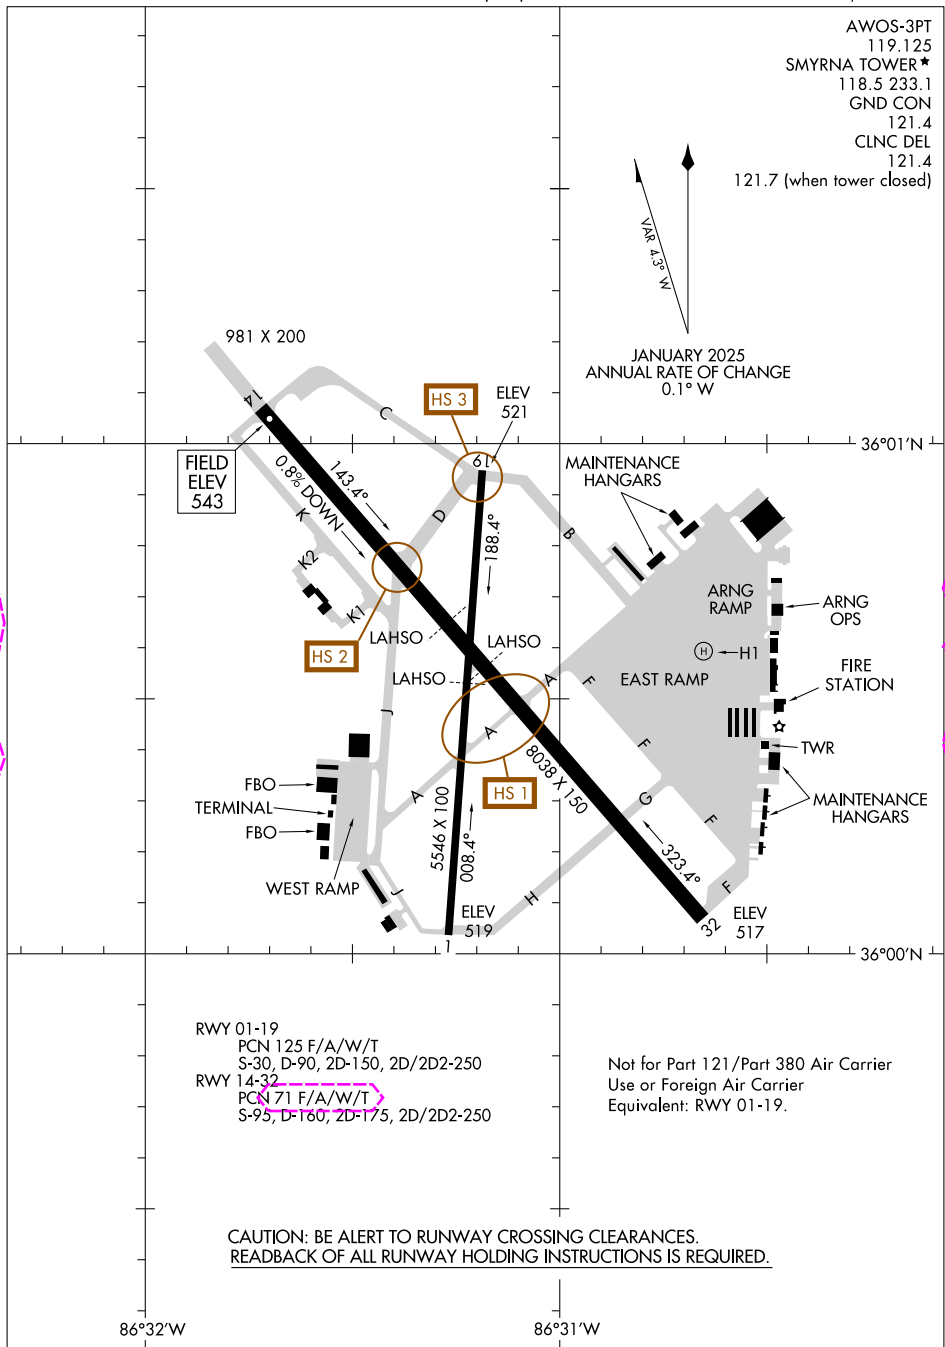 AWOS-3PT
119.125
SMYRNA TOWER★
118.5 233.1
GND CON
121.4
CLNC DEL
121.4
121.7 (when tower closed)
VAR 4.3° W
JANUARY 2025
ANNUAL RATE OF CHANGE
0.1° W
981 X 200
14
C
HS 3
ELEV
521
19
36°01'N
FIELD
ELEV
543
143.4°
0.8% DOWN
K
D
188.4°
B
MAINTENANCE
HANGARS
K2
K1
ARNG
RAMP
ARNG
OPS
LAHSO
LAHSO
HS 2
H
H1
LAHSO
A
F
EAST RAMP
FIRE
STATION
J
A
F
TWR
HS 1
8038 X 150
FBO
TERMINAL
FBO
A
5546 X 100
008.4°
G
F
MAINTENANCE
HANGARS
323.4°
WEST RAMP
J
H
F
ELEV
519
1
32
ELEV
517
36°00'N
RWY 01-19
PCN 125 F/A/W/T
S-30, D-90, 2D-150, 2D/2D2-250
RWY 14-32
PCN 71 F/A/W/T
S-95, D-160, 2D-175, 2D/2D2-250
Not for Part 121/Part 380 Air Carrier
Use or Foreign Air Carrier
Equivalent: RWY 01-19.
CAUTION: BE ALERT TO RUNWAY CROSSING CLEARANCES.
READBACK OF ALL RUNWAY HOLDING INSTRUCTIONS IS REQUIRED.
86°32'W
86°31'W